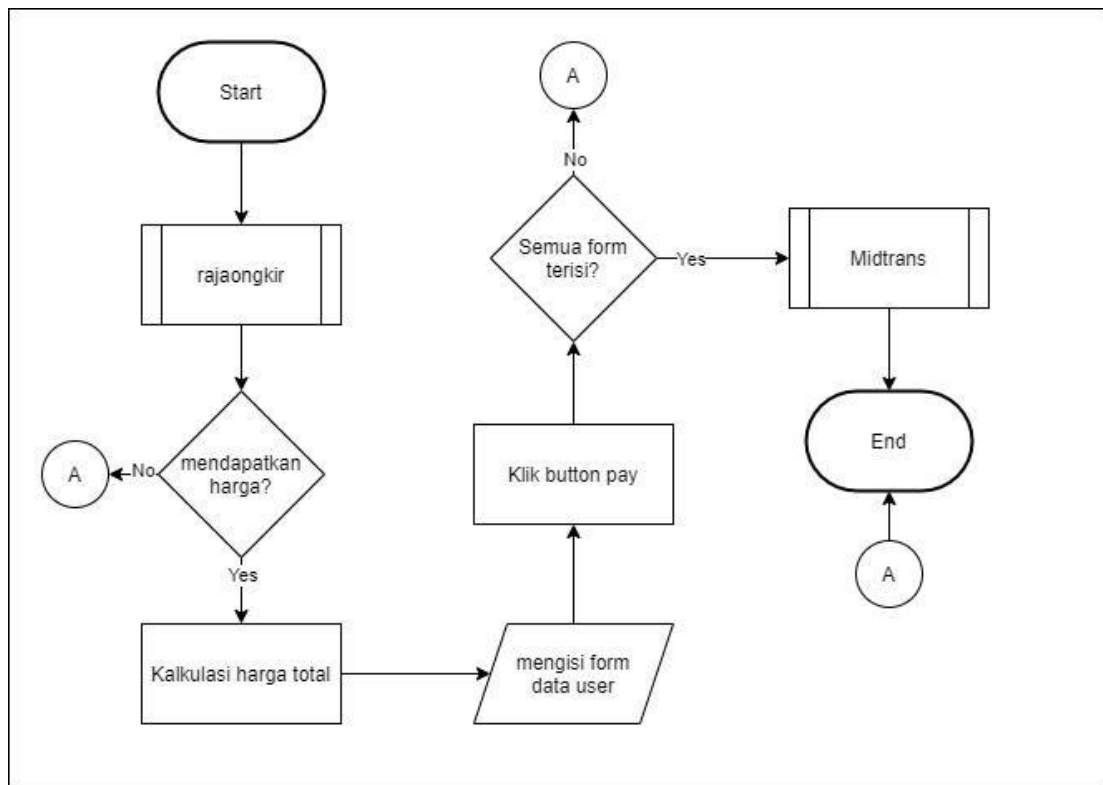 Start
rajaongkir
mendapatkan
harga?
No
A
Yes
Kalkulasi harga total
mengisi form
data user
Klik button pay
Semua form
terisi?
No
A
Yes
Midtrans
End
A